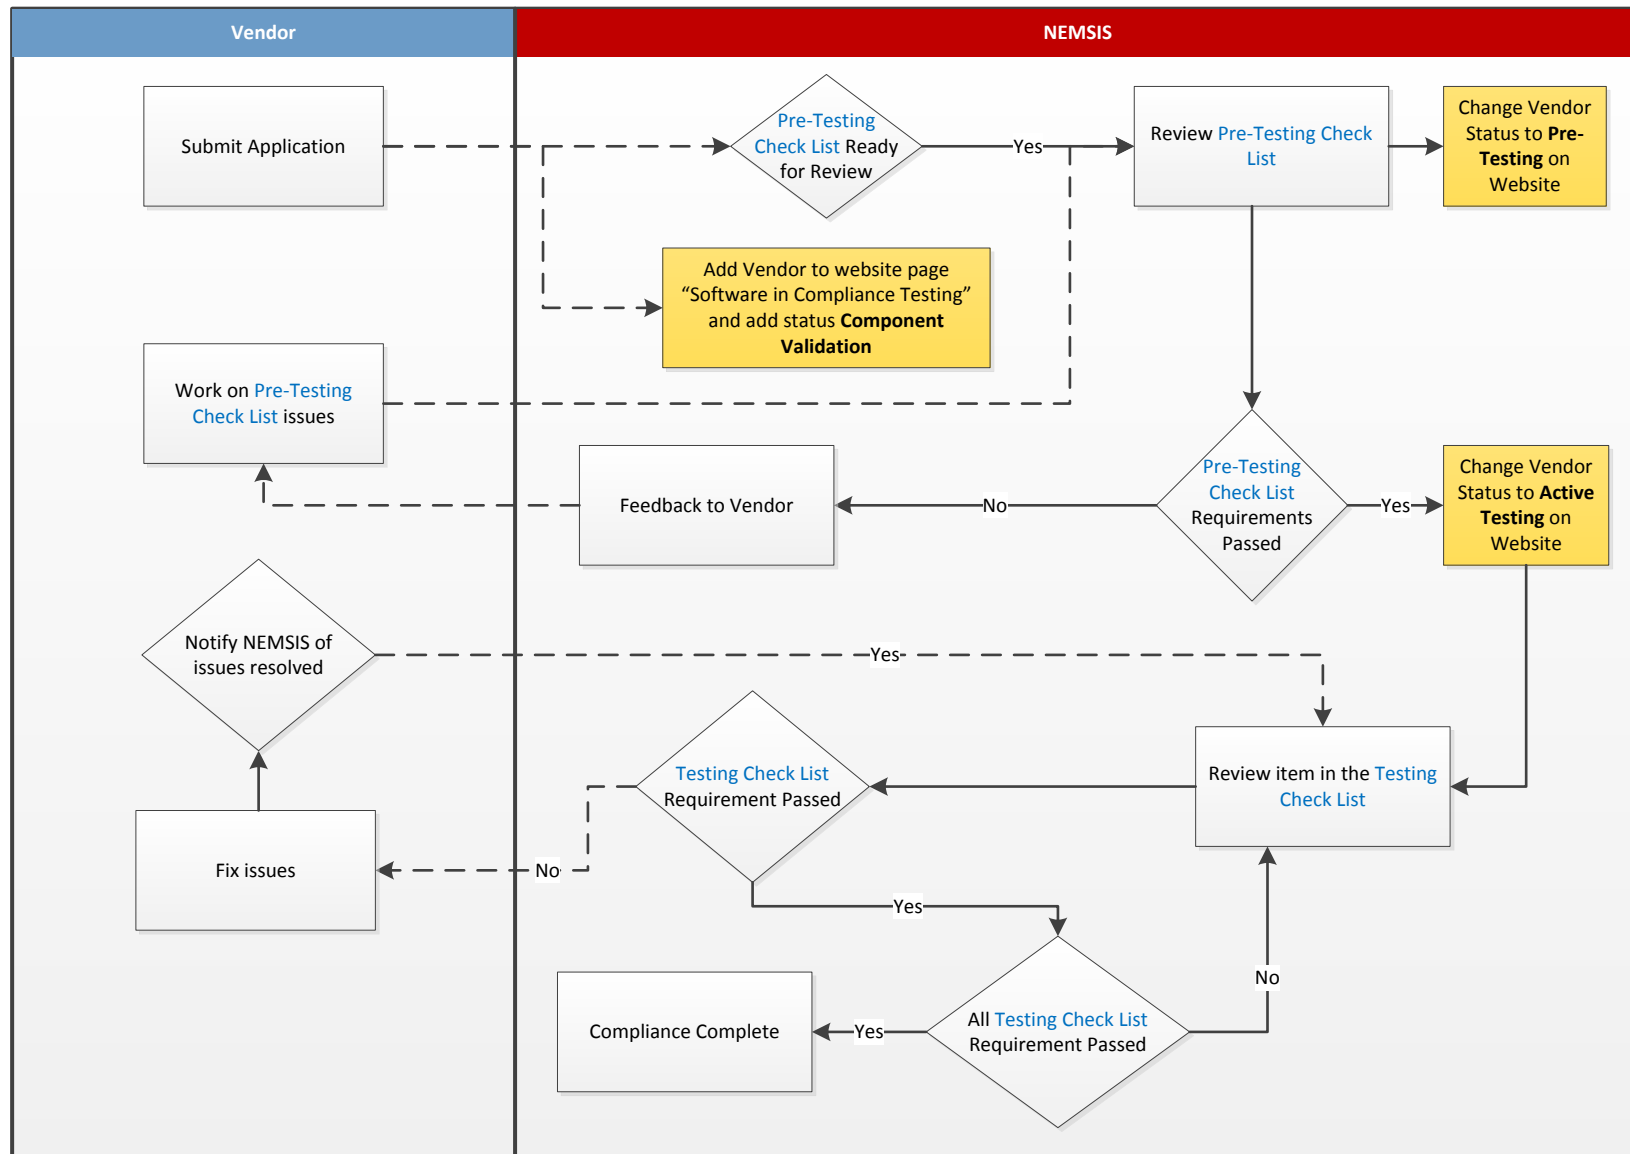 Vendor
NEMSIS
Submit Application
Pre-Testing
Check List Ready
for Review
Yes
Review Pre-Testing Check
List
Change Vendor
Status to Pre-
Testing on
Website
Add Vendor to website page
“Software in Compliance Testing”
and add status Component
Validation
Work on Pre-Testing
Check List issues
Feedback to Vendor
No
Pre-Testing
Check List
Requirements
Passed
Yes
Change Vendor
Status to Active
Testing on
Website
Notify NEMSIS of
issues resolved
Yes
Testing Check List
Requirement Passed
Review item in the Testing
Check List
Fix issues
No
Yes
No
Compliance Complete
Yes
All Testing Check List
Requirement Passed